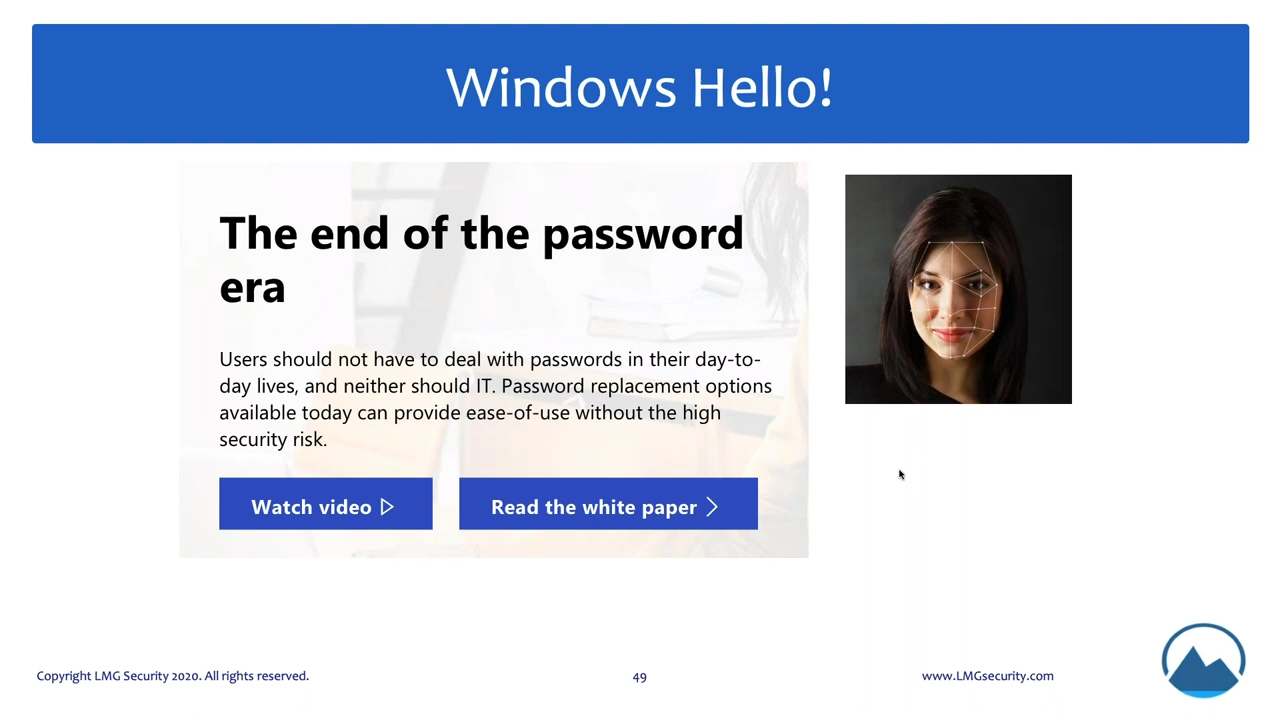 Windows Hello!
The end of the password
era
Users should not have to deal with passwords in their day-to-
day lives, and neither should IT. Password replacement options
available today can provide ease-of-use without the high
security risk.
Watch video
Read the white paper
Copyright LMG Security 2020. All rights reserved.
49
www.LMGsecurity.com